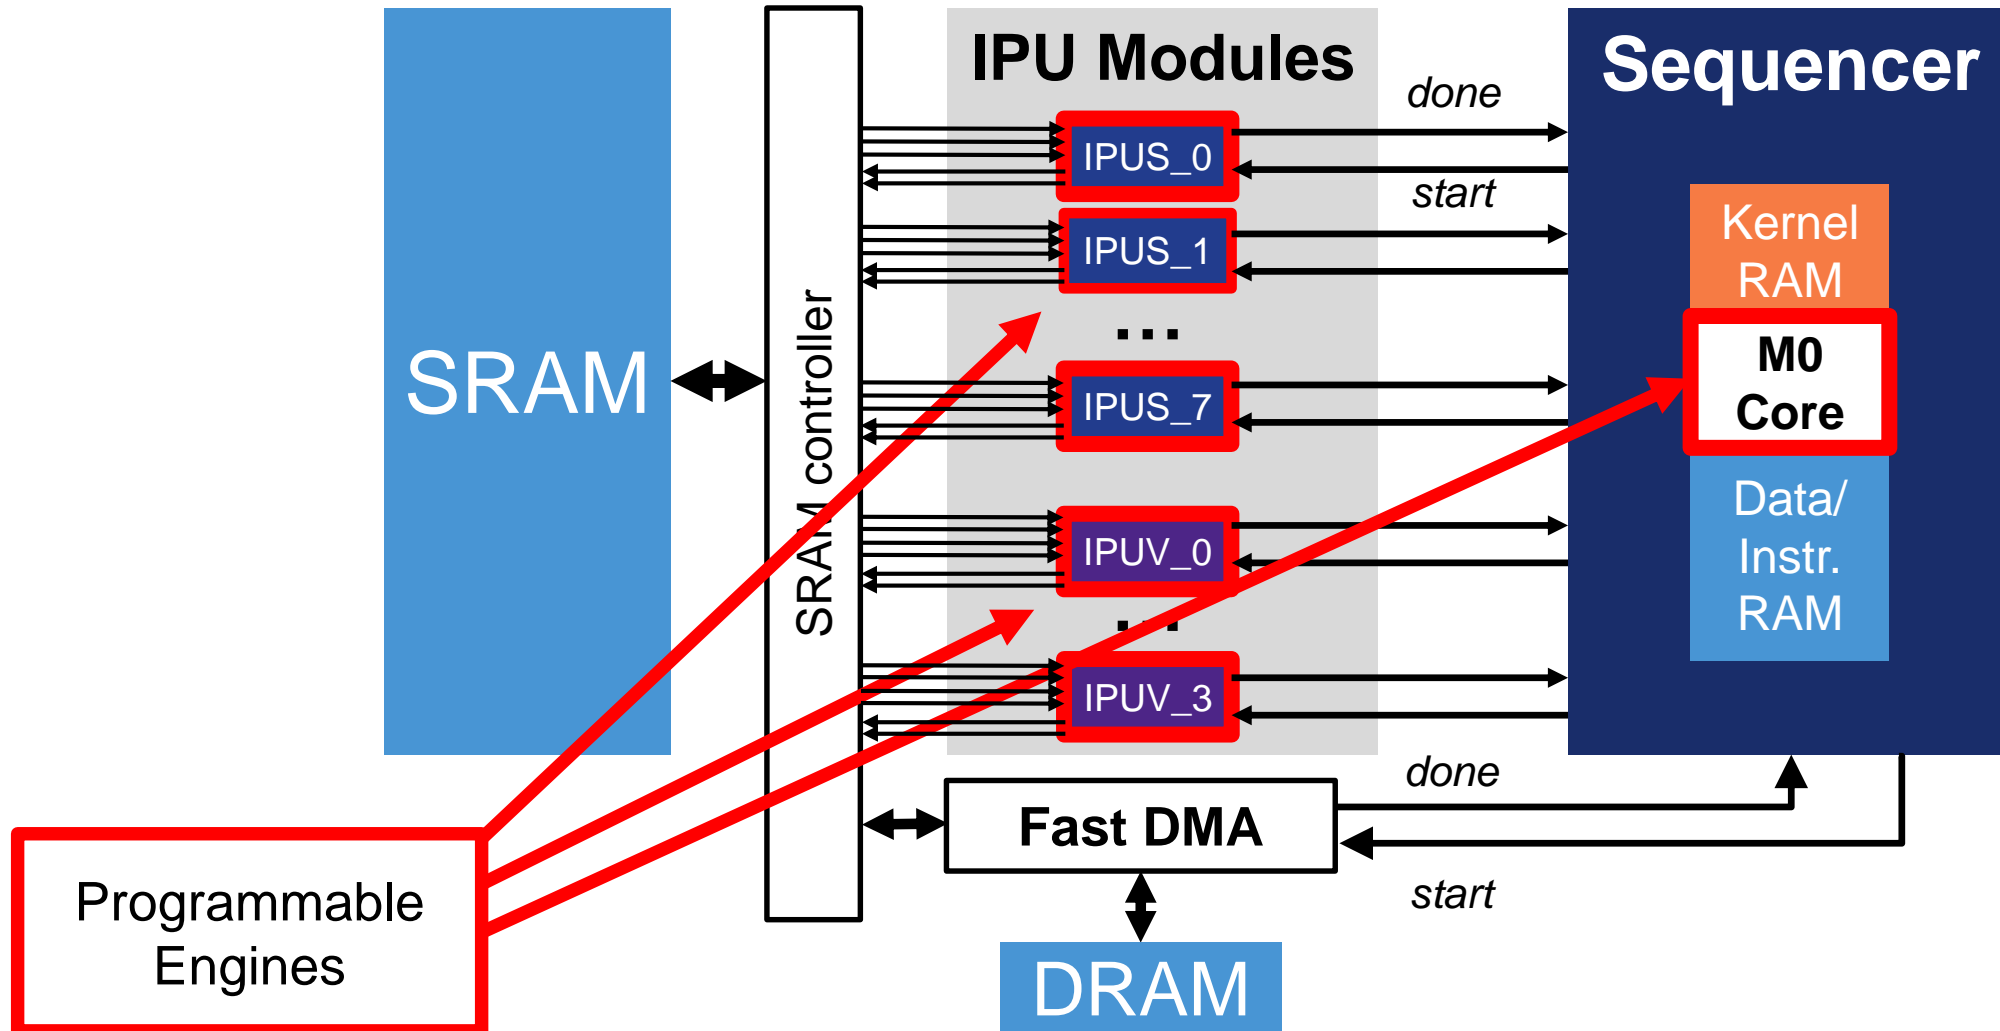 SRAM
SRAM controller
IPU Modules
IPUS_0
IPUS_1
...
IPUS_7
IPUV_0
...
IPUV_3
done
start
Sequencer
Kernel
RAM
M0
Core
Data/
Instr.
RAM
Fast DMA
done
start
DRAM
Programmable
Engines